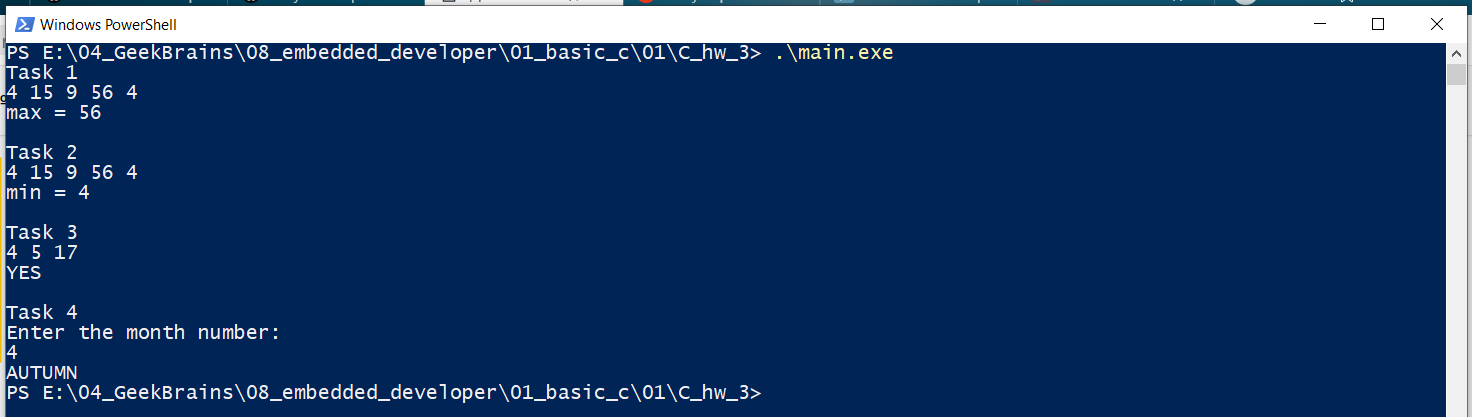 Windows PowerShell
PS E:\04_GeekBrains\08_embedded_developer\01_basic_c\01\C_hw_3> .\main.exe
Task 1
4 15 9 56 4
max = 56
Task 2
4 15 9 56 4
min = 4
Task 3
4 5 17
YES
Task 4
Enter the month number:
4
AUTUMN
PS E:\04_GeekBrains\08_embedded_developer\01_basic_c\01\C_hw_3>